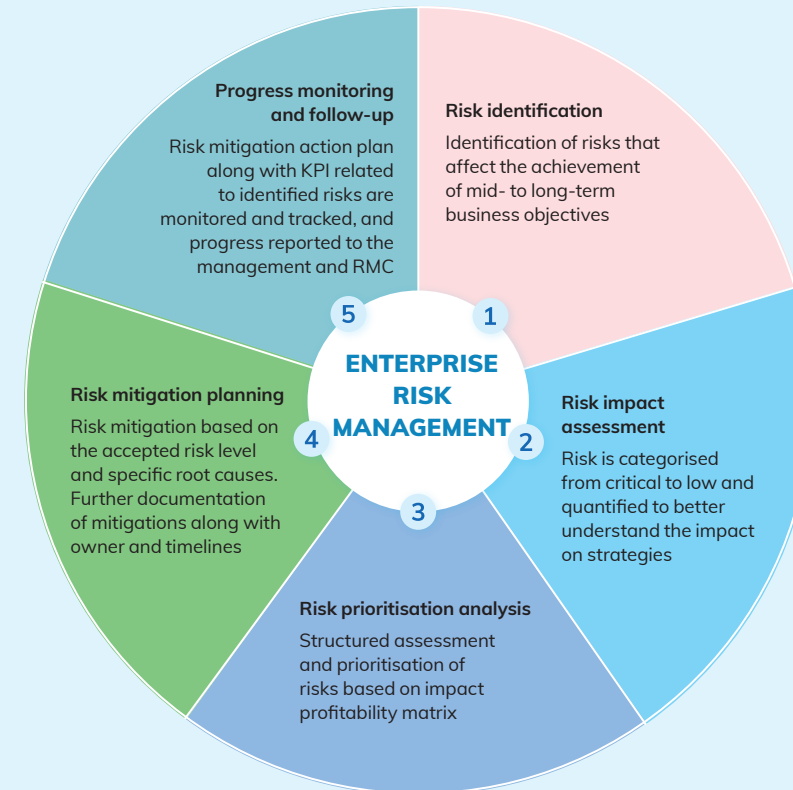 ENTERPRISE
RISK
MANAGEMENT
1
Risk identification
Identification of risks that
affect the achievement
of mid- to long-term
business objectives
2
Risk impact
assessment
Risk is categorised
from critical to low and
quantified to better
understand the impact
on strategies
3
Risk prioritisation analysis
Structured assessment
and prioritisation of
risks based on impact
profitability matrix
4
Risk mitigation planning
Risk mitigation based on
the accepted risk level
and specific root causes.
Further documentation
of mitigations along with
owner and timelines
5
Progress monitoring
and follow-up
Risk mitigation action plan
along with KPI related
to identified risks are
monitored and tracked, and
progress reported to the
management and RMC